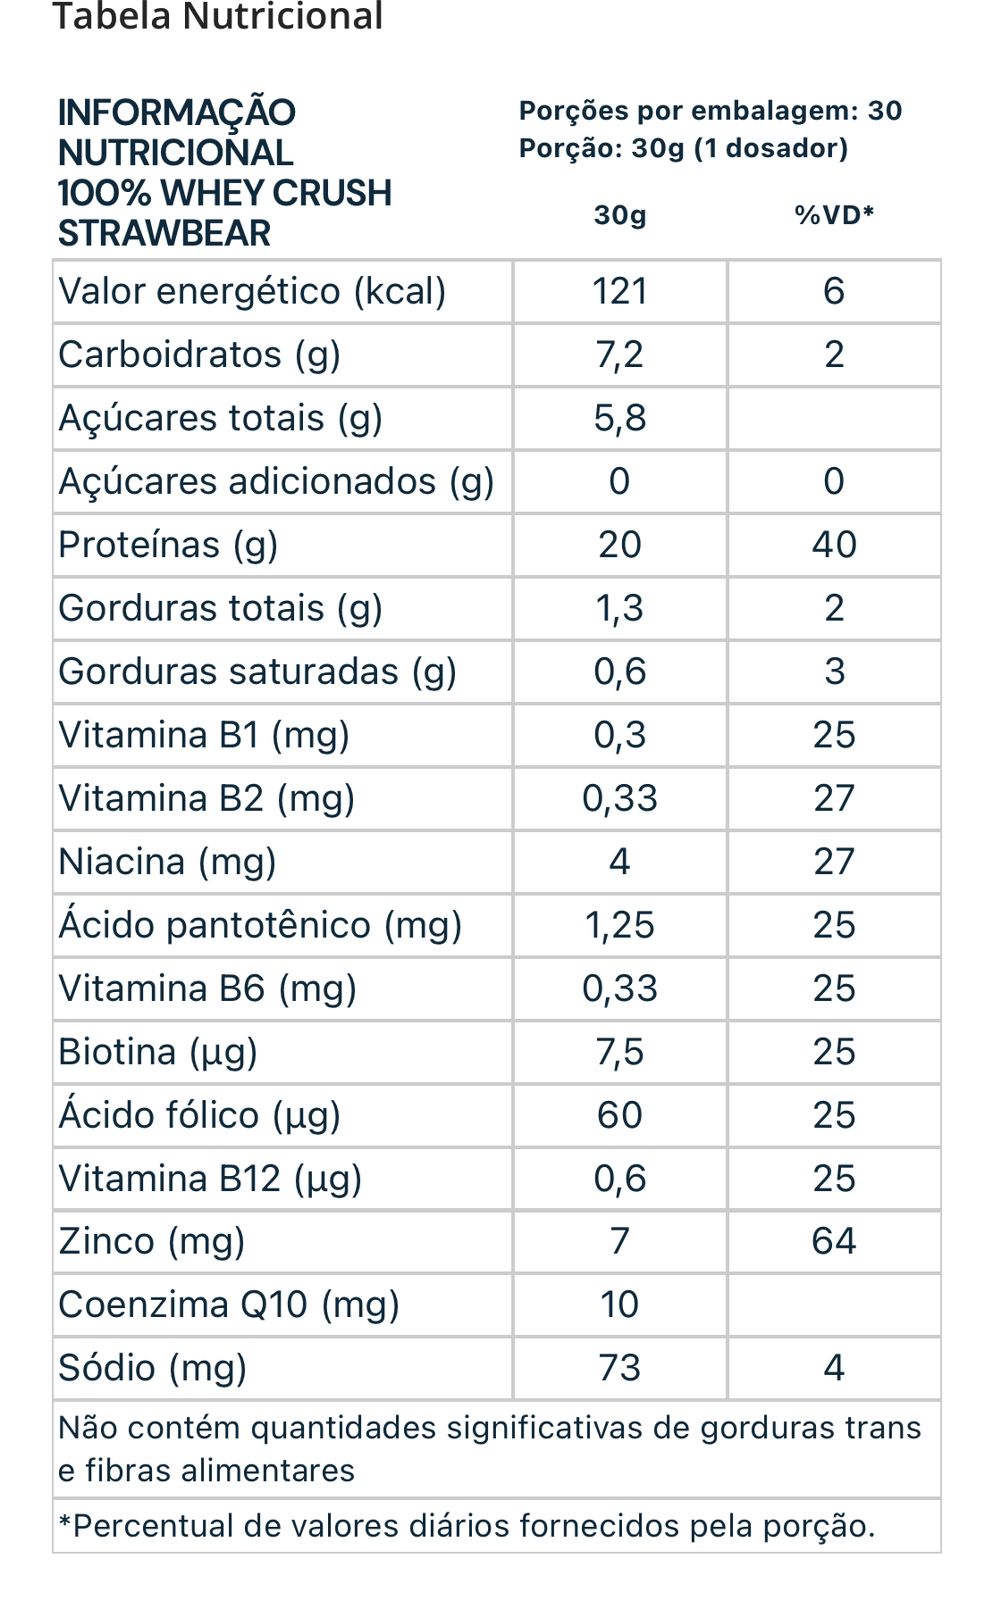 Tabela Nutricional
INFORMAÇÃO
NUTRICIONAL
100% WHEY CRUSH
STRAWBEAR
Porções por embalagem: 30
Porção: 30g (1 dosador)
30g %VD*
Valor energético (kcal) 121 6
Carboidratos (g) 7,2 2
Açúcares totais (g) 5,8
Açúcares adicionados (g) 0 0
Proteínas (g) 20 40
Gorduras totais (g) 1,3 2
Gorduras saturadas (g) 0,6 3
Vitamina B1 (mg) 0,3 25
Vitamina B2 (mg) 0,33 27
Niacina (mg) 4 27
Ácido pantotênico (mg) 1,25 25
Vitamina B6 (mg) 0,33 25
Biotina (µg) 7,5 25
Ácido fólico (µg) 60 25
Vitamina B12 (µg) 0,6 25
Zinco (mg) 7 64
Coenzima Q10 (mg) 10
Sódio (mg) 73 4
Não contém quantidades significativas de gorduras trans
e fibras alimentares
*Percentual de valores diários fornecidos pela porção.